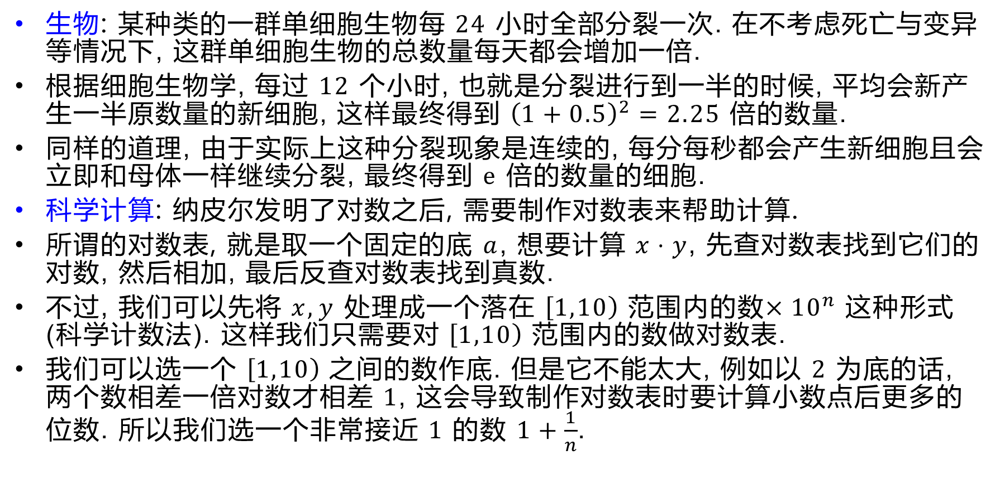 • 生物: 某种类的一群单细胞生物每 24 小时全部分裂一次. 在不考虑死亡与变异
等情况下, 这群单细胞生物的总数量每天都会增加一倍.
• 根据细胞生物学, 每过 12 个小时, 也就是分裂进行到一半的时候, 平均会新产
生一半原数量的新细胞, 这样最终得到 (1 + 0.5)² = 2.25 倍的数量.
• 同样的道理, 由于实际上这种分裂现象是连续的, 每分每秒都会产生新细胞且会
立即和母体一样继续分裂, 最终得到 e 倍的数量的细胞.
• 科学计算: 纳皮尔发明了对数之后, 需要制作对数表来帮助计算.
• 所谓的对数表, 就是取一个固定的底 a, 想要计算 x · y, 先查对数表找到它们的
对数, 然后相加, 最后反查对数表找到真数.
• 不过, 我们可以先将 x, y 处理成一个落在 [1,10) 范围内的数× 10ⁿ 这种形式
(科学计数法). 这样我们只需要对 [1,10) 范围内的数做对数表.
• 我们可以选一个 [1,10) 之间的数作底. 但是它不能太大, 例如以 2 为底的话,
两个数相差一倍对数才相差 1, 这会导致制作对数表时要计算小数点后更多的
位数. 所以我们选一个非常接近 1 的数 1 + 1/n.